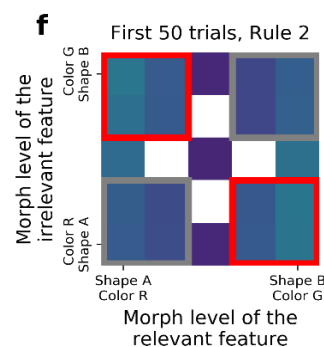 f
First 50 trials, Rule 2
Color G
Shape B
Morph level of the
irrelevant feature
Color R
Shape A
Shape A
Color R
Shape B
Color G
Morph level of the
relevant feature